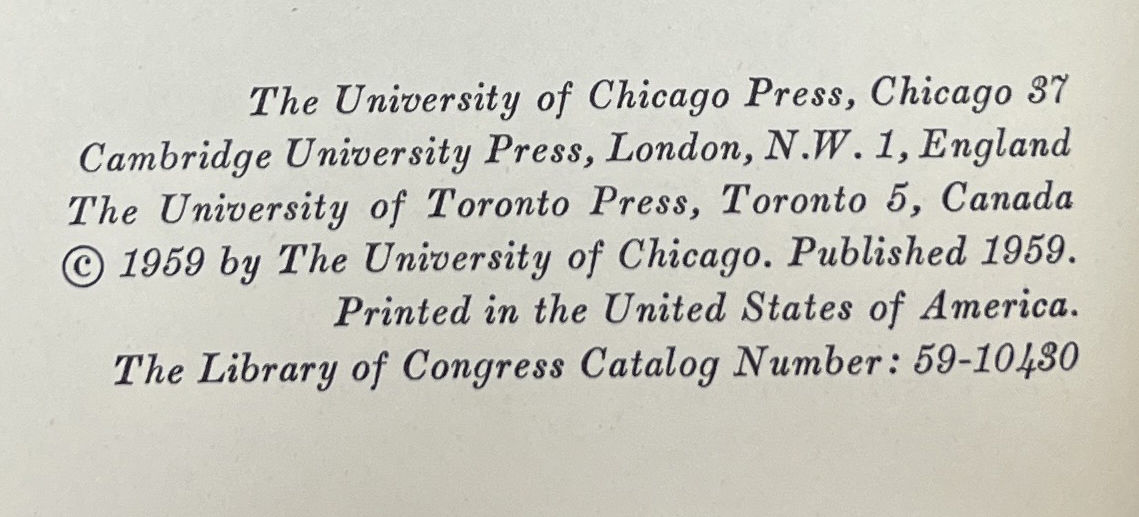 The University of Chicago Press, Chicago 37
Cambridge University Press, London, N.W. 1, England
The University of Toronto Press, Toronto 5, Canada
© 1959 by The University of Chicago. Published 1959.
Printed in the United States of America.
The Library of Congress Catalog Number: 59-10430